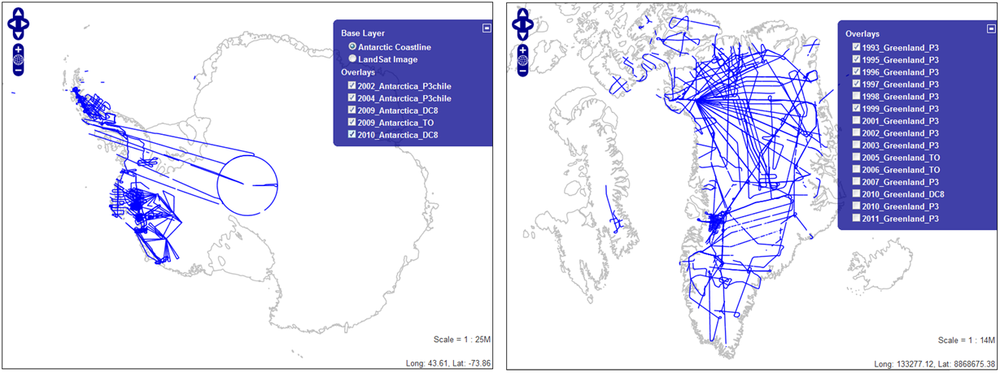 Base Layer
Antarctic Coastline
LandSat Image
Overlays
2002_Antarctica_P3chile
2004_Antarctica_P3chile
2009_Antarctica_DC8
2009_Antarctica_TO
2010_Antarctica_DC8
Scale = 1 : 25M
Long: 43.61, Lat: -73.86
Overlays
1993_Greenland_P3
1995_Greenland_P3
1996_Greenland_P3
1997_Greenland_P3
1998_Greenland_P3
1999_Greenland_P3
2001_Greenland_P3
2002_Greenland_P3
2003_Greenland_P3
2005_Greenland_TO
2006_Greenland_TO
2007_Greenland_P3
2010_Greenland_DC8
2010_Greenland_P3
2011_Greenland_P3
Scale = 1 : 14M
Long: 133277.12, Lat: 8868675.38